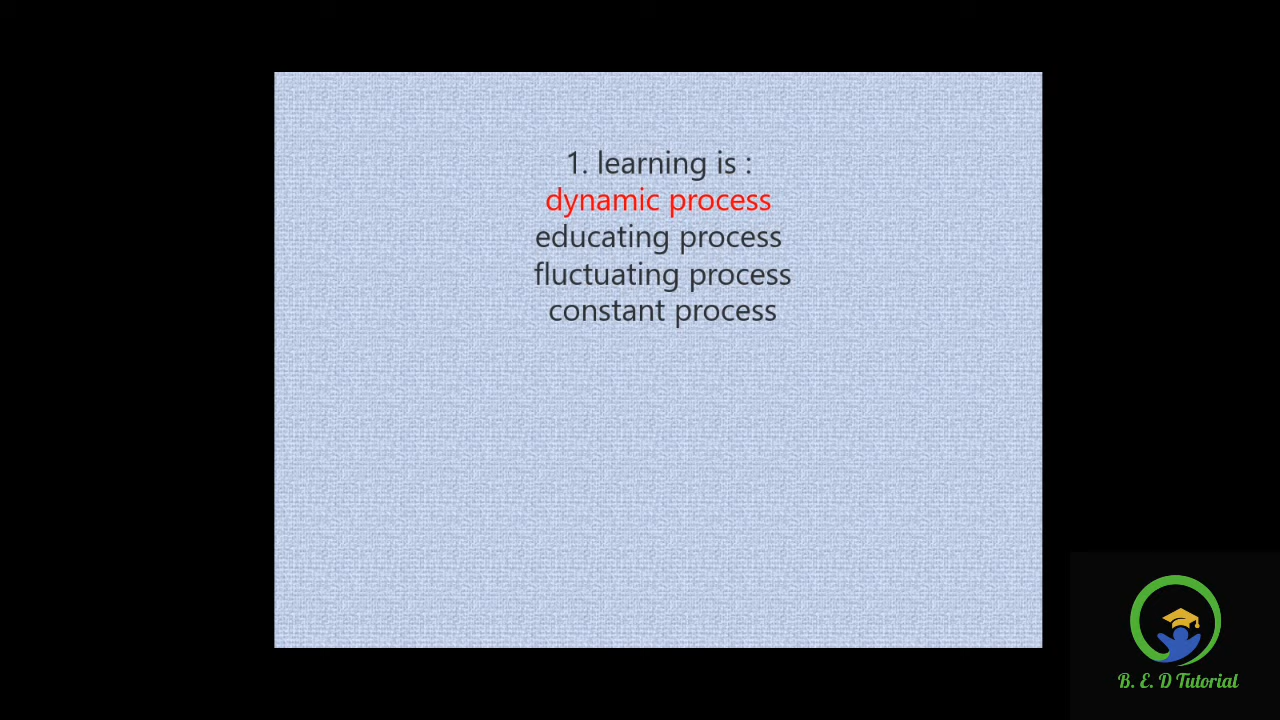 1. learning is :
dynamic process
educating process
fluctuating process
constant process
B. E. D Tutorial